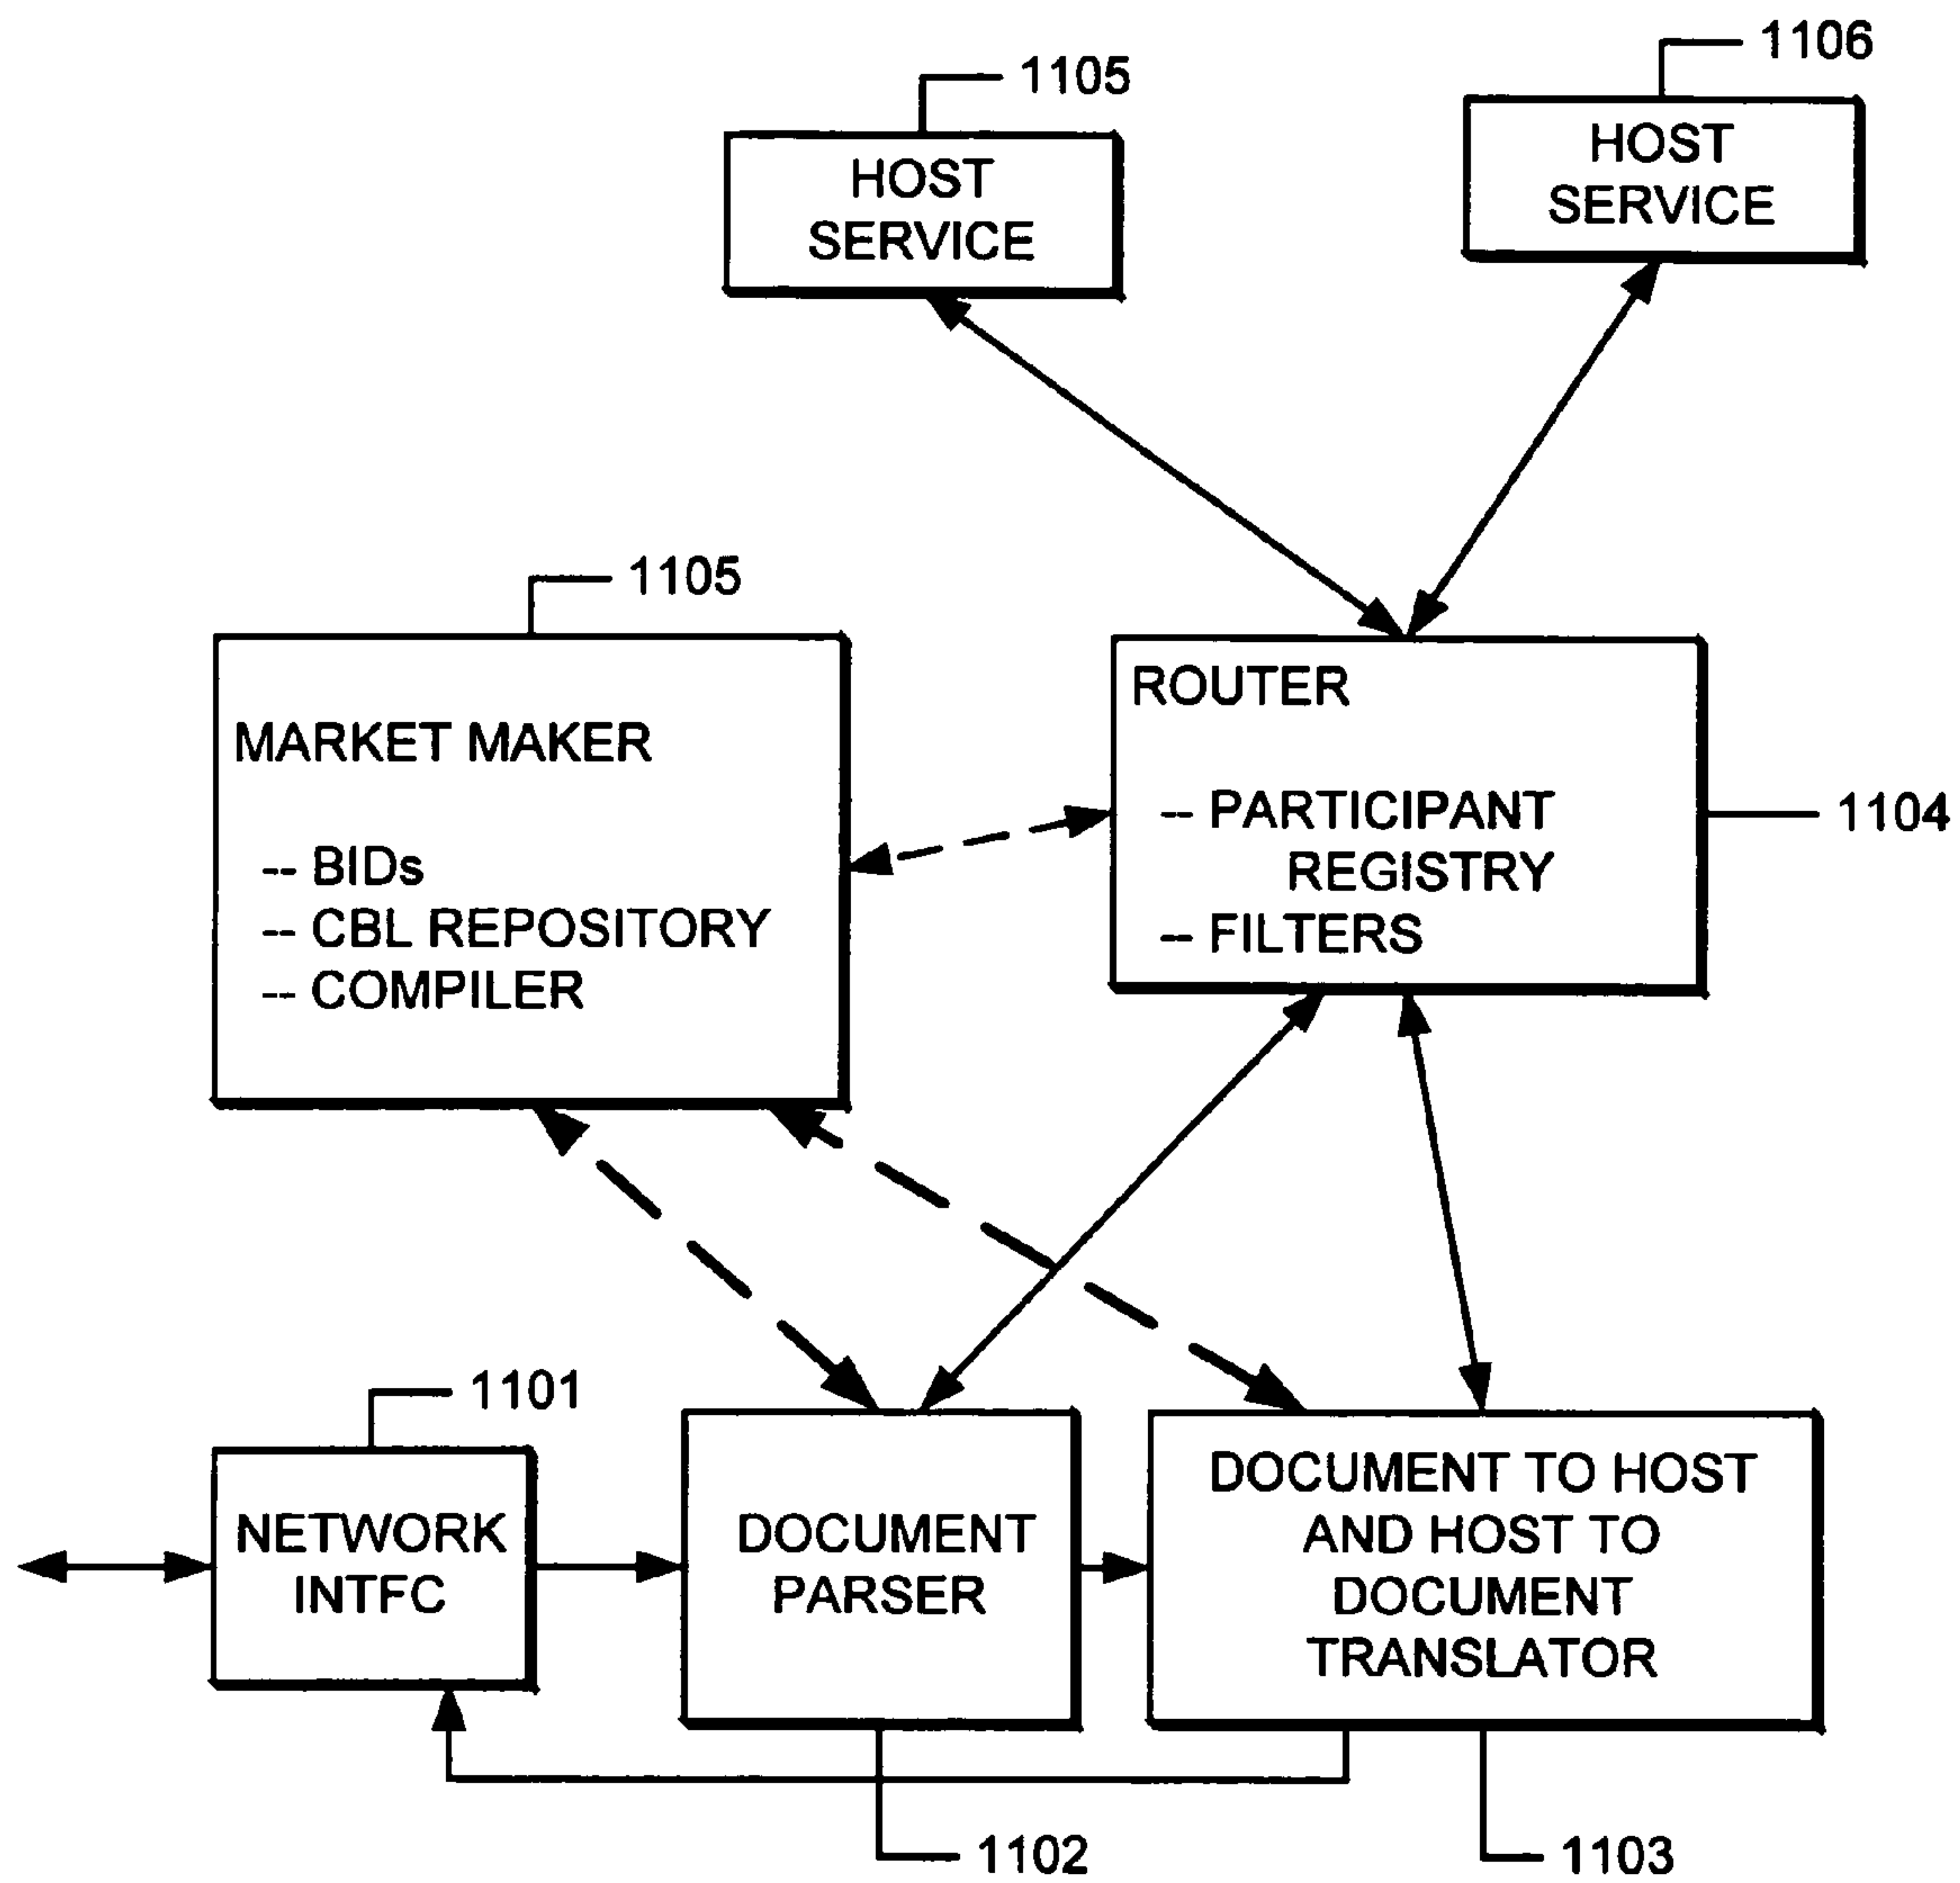 1106
1105
HOST
SERVICE
HOST
SERVICE
1105
ROUTER
MARKET MAKER
-- PARTICIPANT
REGISTRY
-- FILTERS
1104
-- BIDs
-- CBL REPOSITORY
-- COMPILER
1101
NETWORK
INTFC
DOCUMENT
PARSER
DOCUMENT TO HOST
AND HOST TO
DOCUMENT
TRANSLATOR
1102
1103